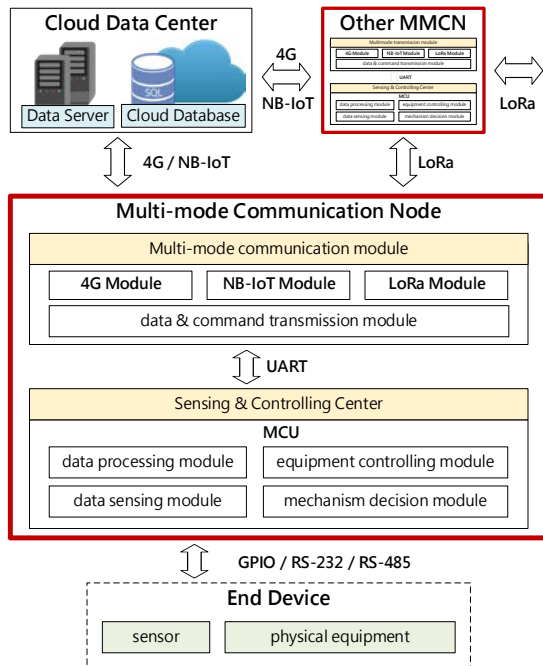 Cloud Data Center
SQL
Data Server
Cloud Database
4G
NB-IoT
Other MMCN
Multimode transmission module
4G Module
NB-IoT Module
LoRa Module
data & command transmission module
UART
Sensing & Controlling Center
MCU
data processing module
equipment controlling module
data sensing module
mechanism decision module
LoRa
4G / NB-IoT
LoRa
Multi-mode Communication Node
Multi-mode communication module
4G Module
NB-IoT Module
LoRa Module
data & command transmission module
UART
Sensing & Controlling Center
MCU
data processing module
equipment controlling module
data sensing module
mechanism decision module
GPIO / RS-232 / RS-485
End Device
sensor
physical equipment